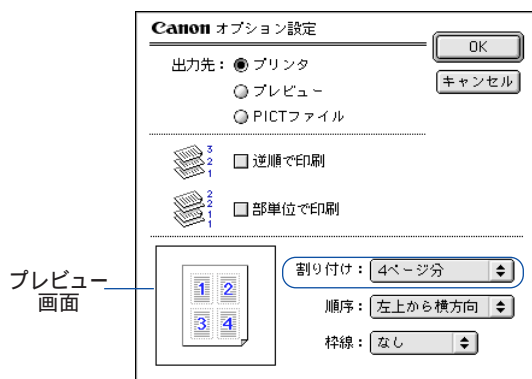 Canon オプション設定
OK
キャンセル
出力先： プリンタ
プレビュー
PICTファイル
3
2
1
逆順で印刷
2
2
1
1
部単位で印刷
プレビュー
画面
1 2
3 4
割り付け： 4ページ分
順序： 左上から横方向
枠線： なし